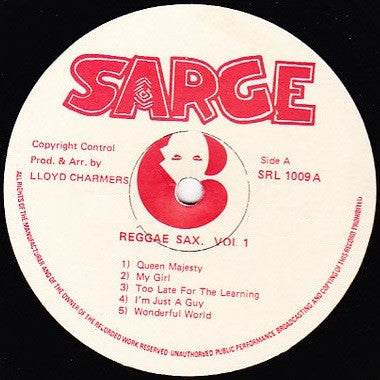 SARGE
Copyright Control
Prod. & Arr. by
LLOYD CHARMERS
Side A
SRL 1009 A
REGGAE SAX. VOL 1
1) Queen Majesty
2) My Girl
3) Too Late For The Learning
4) I'm Just A Guy
5) Wonderful World
ALL RIGHTS OF THE MANUFACTURER AND OF THE OWNER OF THE RECORDED WORK RESERVED UNAUTHORISED PUBLIC PERFORMANCE BROADCASTING AND COPYING OF THIS RECORD PROHIBITED